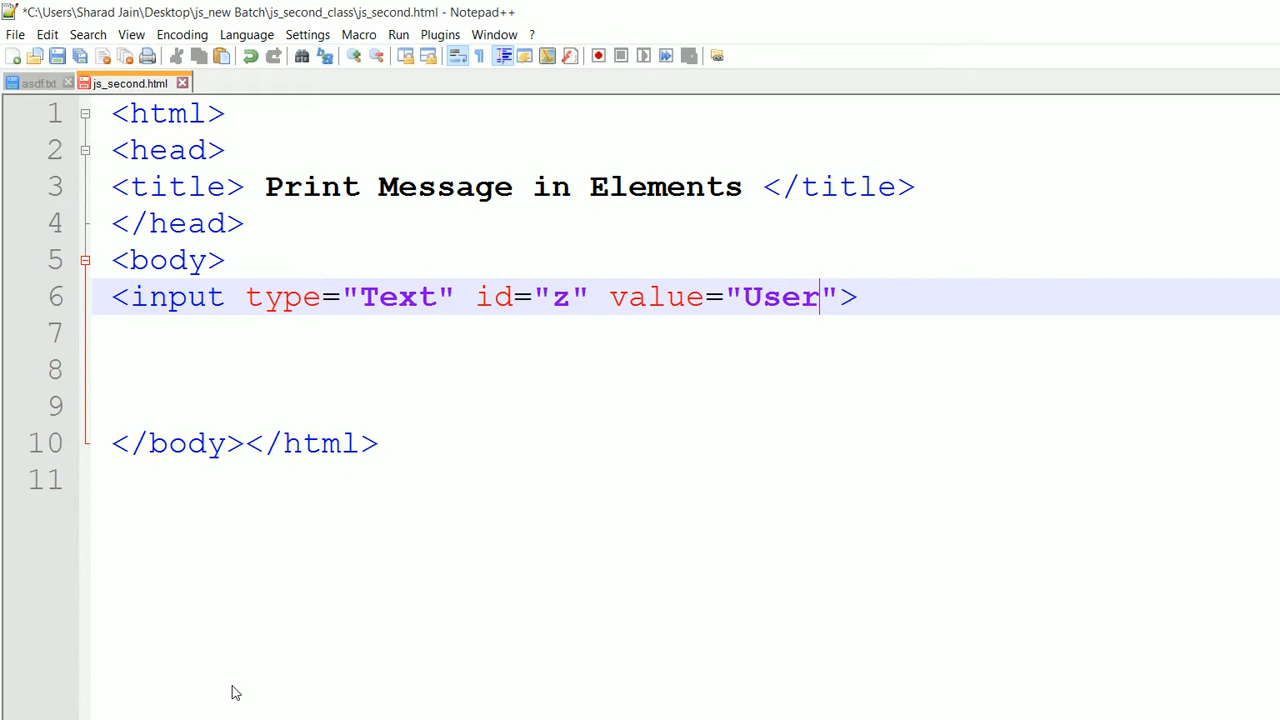 *C:\Users\Sharad Jain\Desktop\js_new Batch\js_second_class\js_second.html - Notepad++
File Edit Search View Encoding Language Settings Macro Run Plugins Window ?
asdf.txt js_second.html
1 <html>
2 <head>
3 <title> Print Message in Elements </title>
4 </head>
5 <body>
6 <input type="Text" id="z" value="User">
7
8
9
10 </body></html>
11